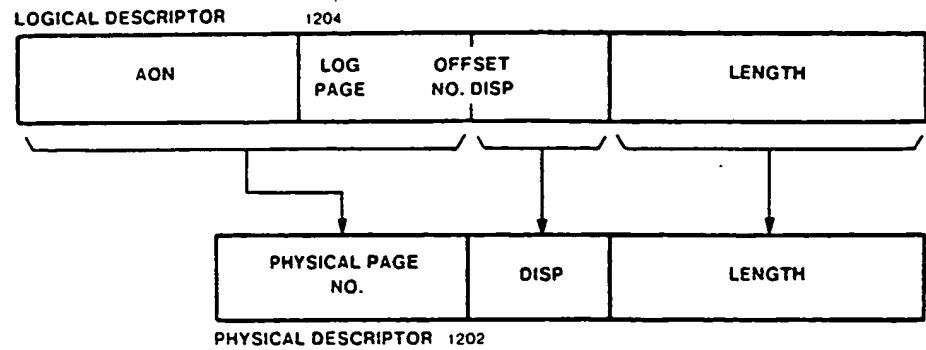 LOGICAL DESCRIPTOR 1204
AON
LOG PAGE
OFFSET
NO. DISP
LENGTH
PHYSICAL PAGE
NO.
DISP
LENGTH
PHYSICAL DESCRIPTOR 1202